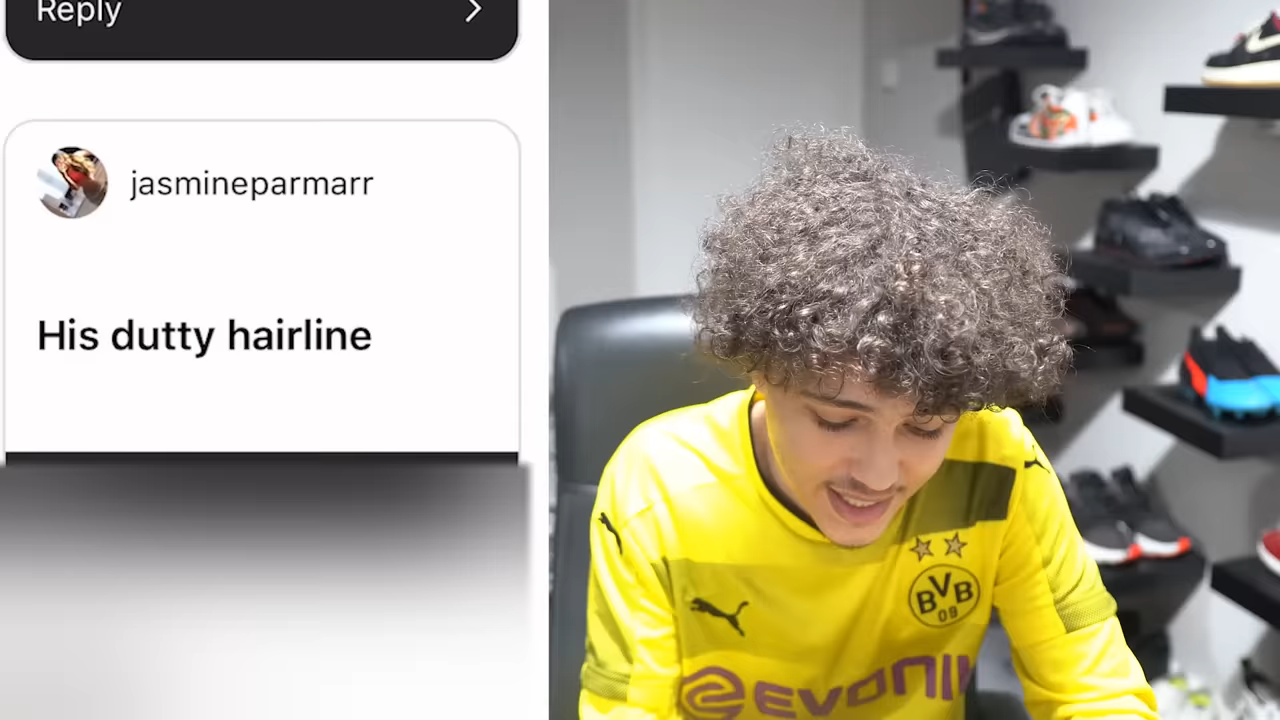 Reply
jasmineparmarr
His dutty hairline
BVB
09
EVONIK